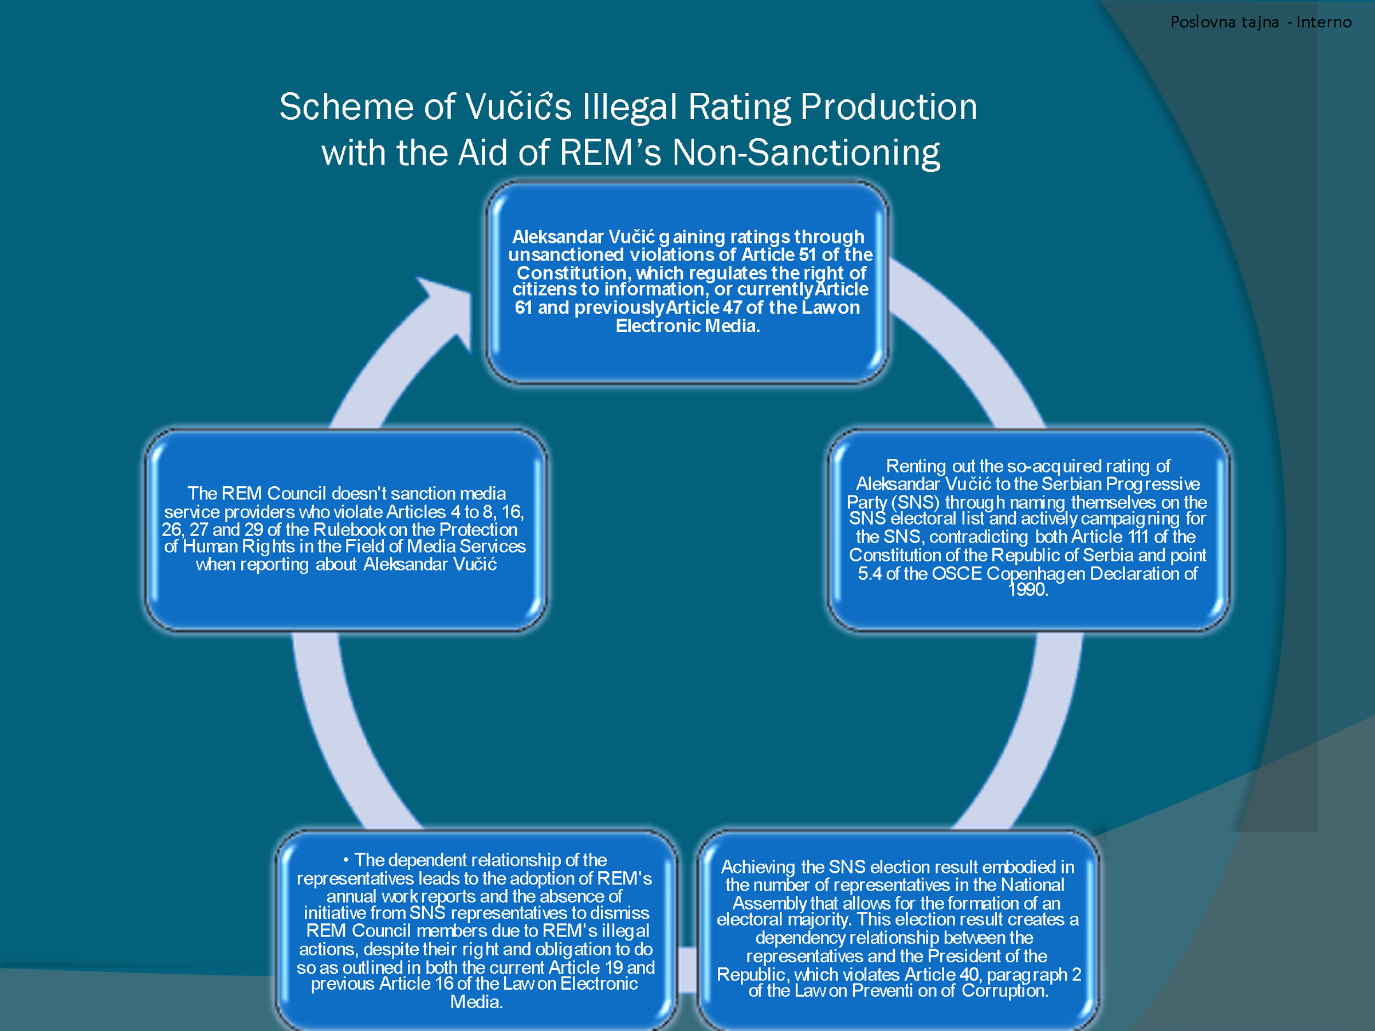 Poslovna tajna - Interno
Scheme of Vučić's Illegal Rating Production
with the Aid of REM's Non-Sanctioning
Aleksandar Vučić gaining ratings through
unsanctioned violations of Article 51 of the
Constitution, which regulates the right of
citizens to information, or currently Article
61 and previously Article 47 of the Law on
Electronic Media.
Renting out the so-acquired rating of
Aleksandar Vučić to the Serbian Progressive
Party (SNS) through naming themselves on the
SNS electoral list and actively campaigning for
the SNS, contradicting both Article 111 of the
Constitution of the Republic of Serbia and point
5.4 of the OSCE Copenhagen Declaration of
1990.
Achieving the SNS election result embodied in
the number of representatives in the National
Assembly that allows for the formation of an
electoral majority. This election result creates a
dependency relationship between the
representatives and the President of the
Republic, which violates Article 40, paragraph 2
of the Law on Preventi on of Corruption.
• The dependent relationship of the
representatives leads to the adoption of REM's
annual work reports and the absence of
initiative from SNS representatives to dismiss
REM Council members due to REM's illegal
actions, despite their right and obligation to do
so as outlined in both the current Article 19 and
previous Article 16 of the Law on Electronic
Media.
The REM Council doesn't sanction media
service providers who violate Articles 4 to 8, 16,
26, 27 and 29 of the Rulebook on the Protection
of Human Rights in the Field of Media Services
when reporting about Aleksandar Vučić